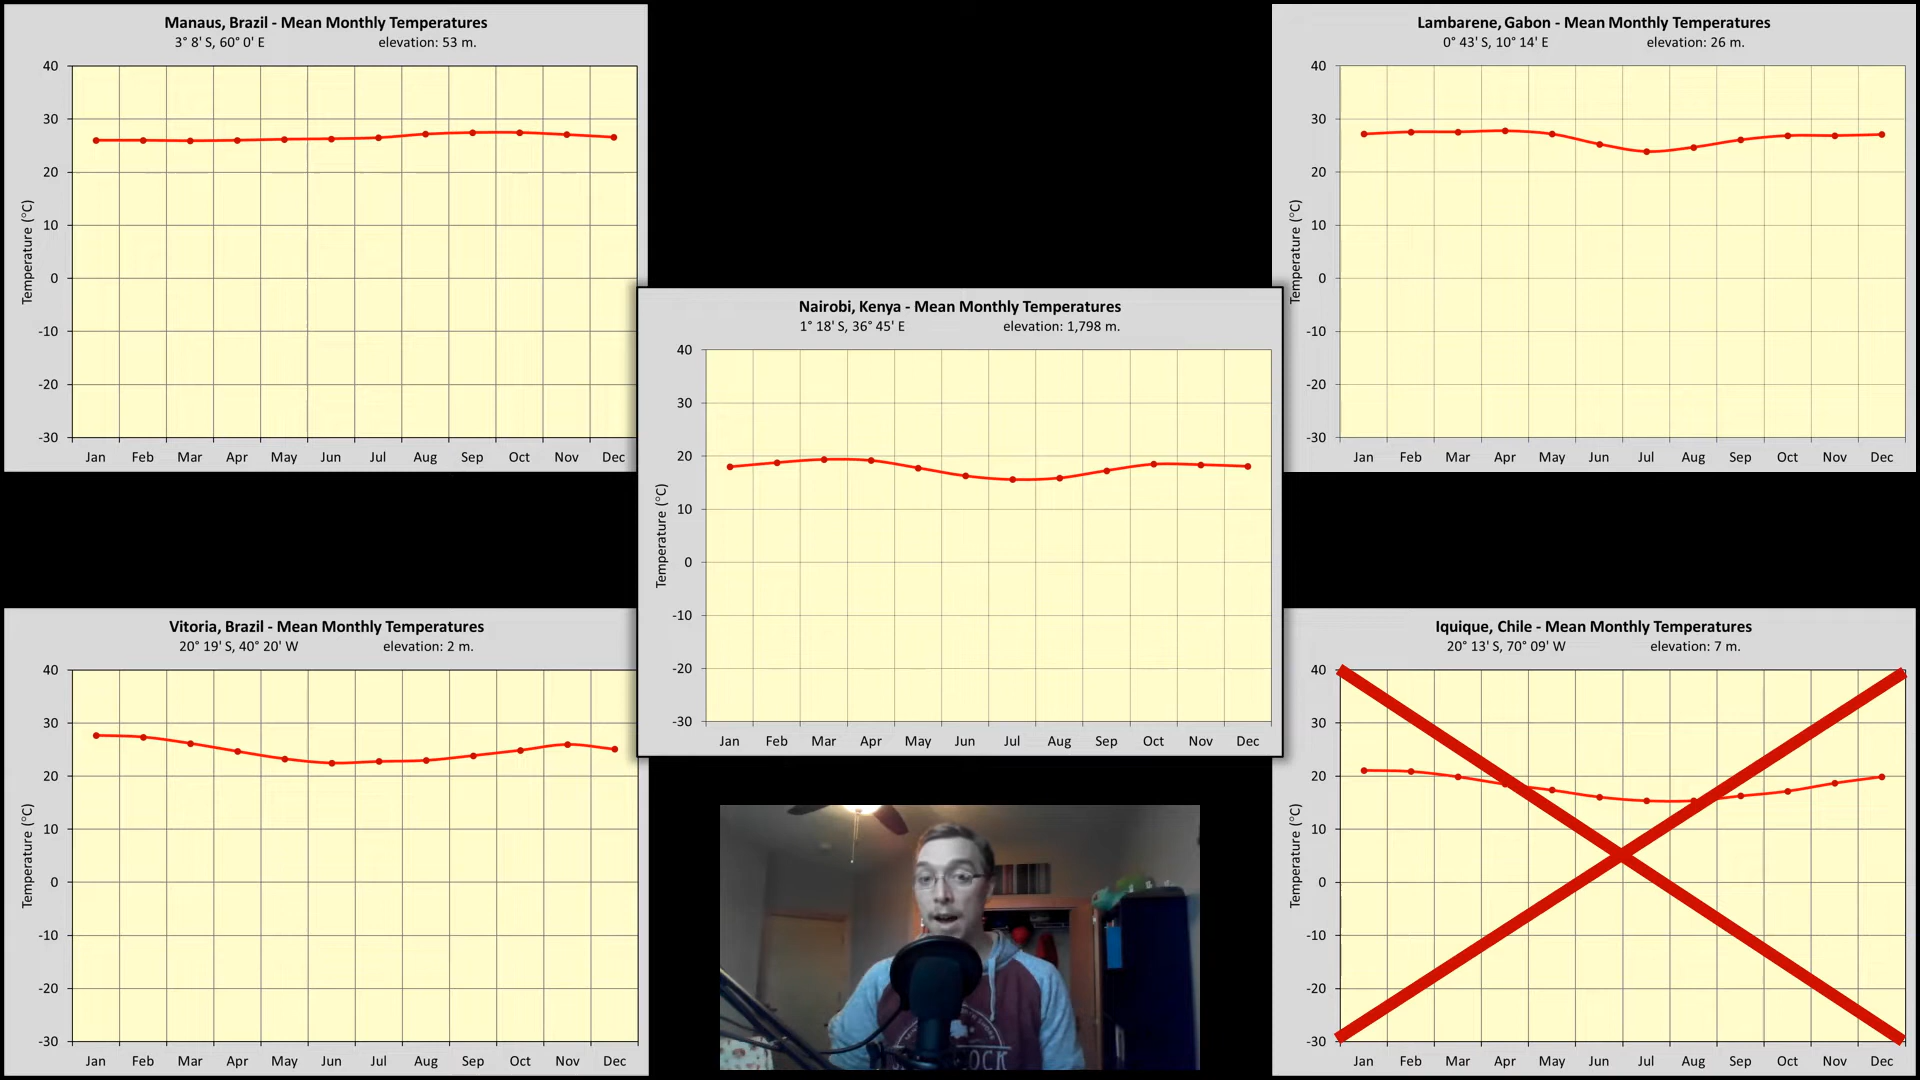 Manaus, Brazil - Mean Monthly Temperatures
3° 8' S, 60° 0' E elevation: 53 m.
40
30
20
10
0
-10
-20
-30
Temperature (°C)
Jan Feb Mar Apr May Jun Jul Aug Sep Oct Nov Dec
Lambarene, Gabon - Mean Monthly Temperatures
0° 43' S, 10° 14' E elevation: 26 m.
40
30
20
10
0
-10
-20
-30
Temperature (°C)
Jan Feb Mar Apr May Jun Jul Aug Sep Oct Nov Dec
Nairobi, Kenya - Mean Monthly Temperatures
1° 18' S, 36° 45' E elevation: 1,798 m.
40
30
20
10
0
-10
-20
-30
Temperature (°C)
Jan Feb Mar Apr May Jun Jul Aug Sep Oct Nov Dec
Vitoria, Brazil - Mean Monthly Temperatures
20° 19' S, 40° 20' W elevation: 2 m.
40
30
20
10
0
-10
-20
-30
Temperature (°C)
Jan Feb Mar Apr May Jun Jul Aug Sep Oct Nov Dec
Iquique, Chile - Mean Monthly Temperatures
20° 13' S, 70° 09' W elevation: 7 m.
40
30
20
10
0
-10
-20
-30
Temperature (°C)
Jan Feb Mar Apr May Jun Jul Aug Sep Oct Nov Dec